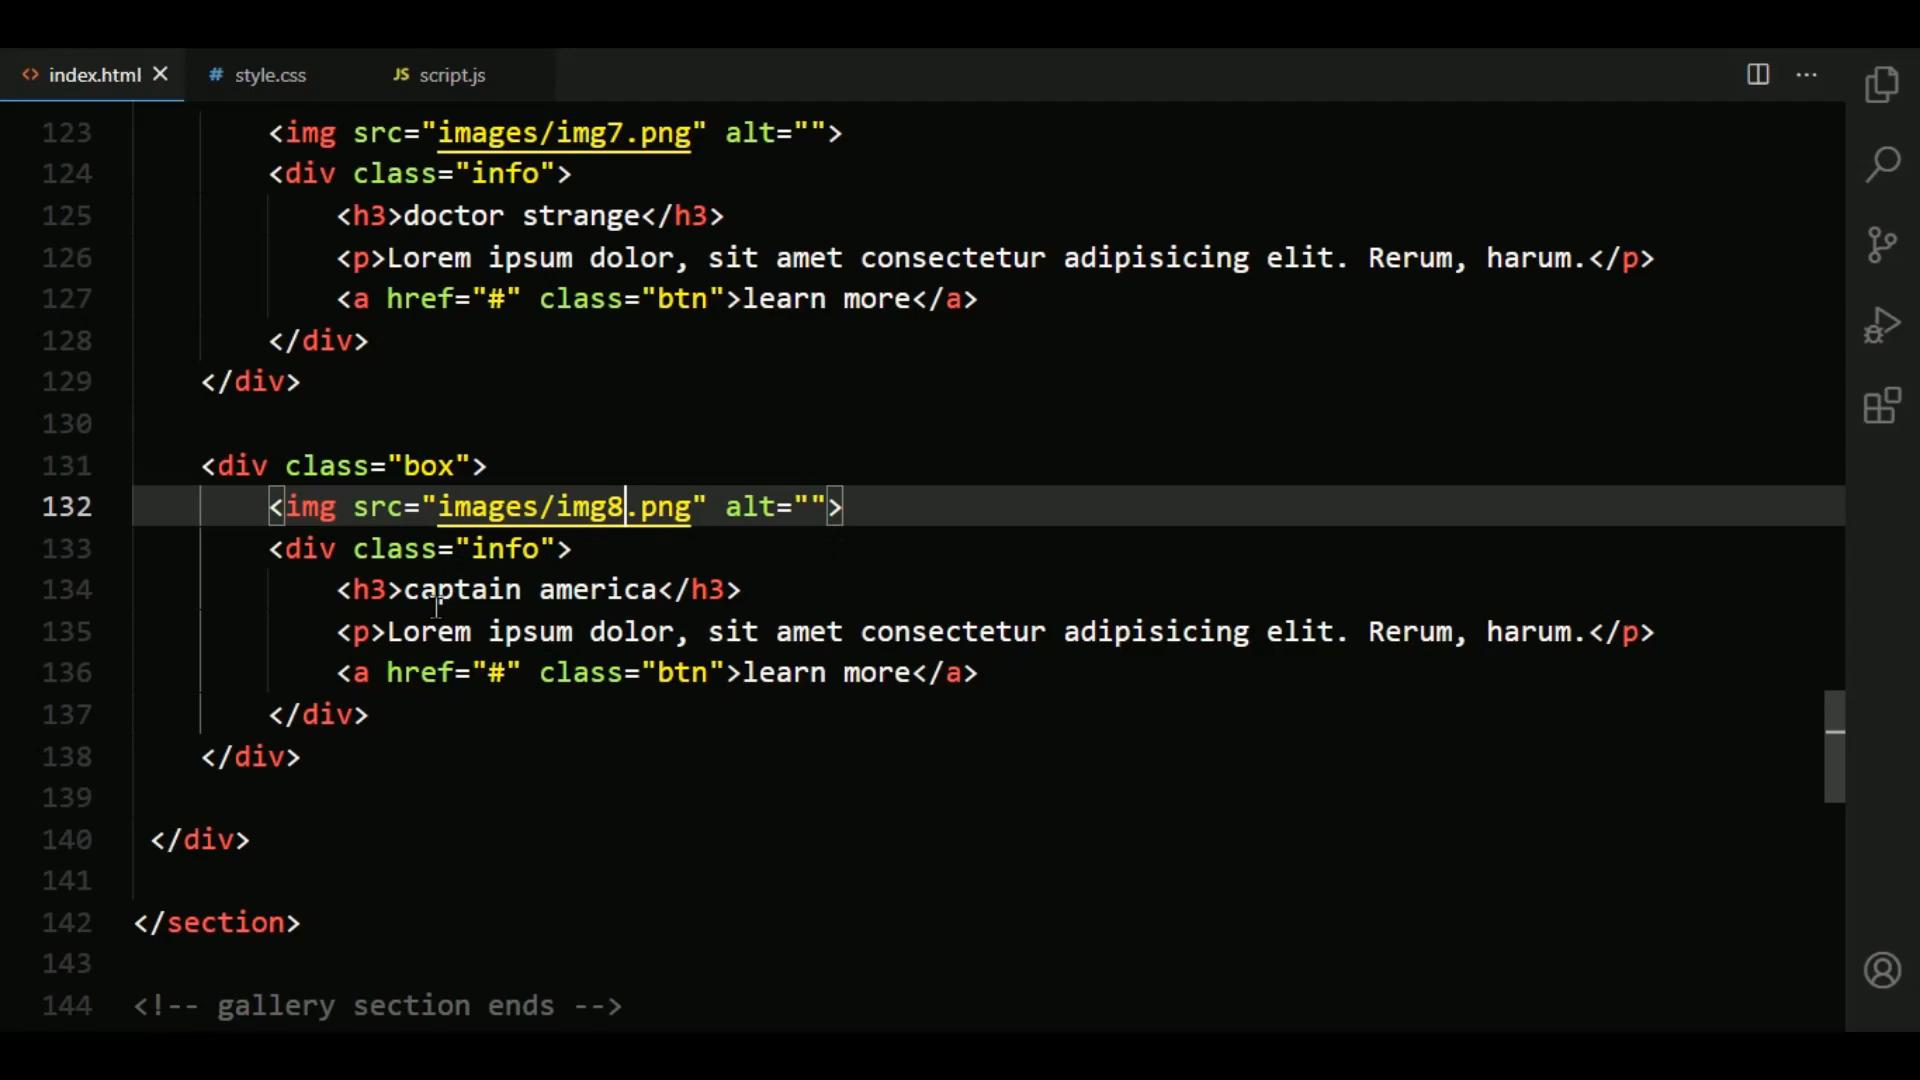 <> index.html ×
# style.css
JS script.js
123 <img src="images/img7.png" alt="">
124 <div class="info">
125 <h3>doctor strange</h3>
126 <p>Lorem ipsum dolor, sit amet consectetur adipisicing elit. Rerum, harum.</p>
127 <a href="#" class="btn">learn more</a>
128 </div>
129 </div>
130
131 <div class="box">
132 <img src="images/img8.png" alt="">
133 <div class="info">
134 <h3>captain america</h3>
135 <p>Lorem ipsum dolor, sit amet consectetur adipisicing elit. Rerum, harum.</p>
136 <a href="#" class="btn">learn more</a>
137 </div>
138 </div>
139
140 </div>
141
142 </section>
143
144 <!-- gallery section ends -->